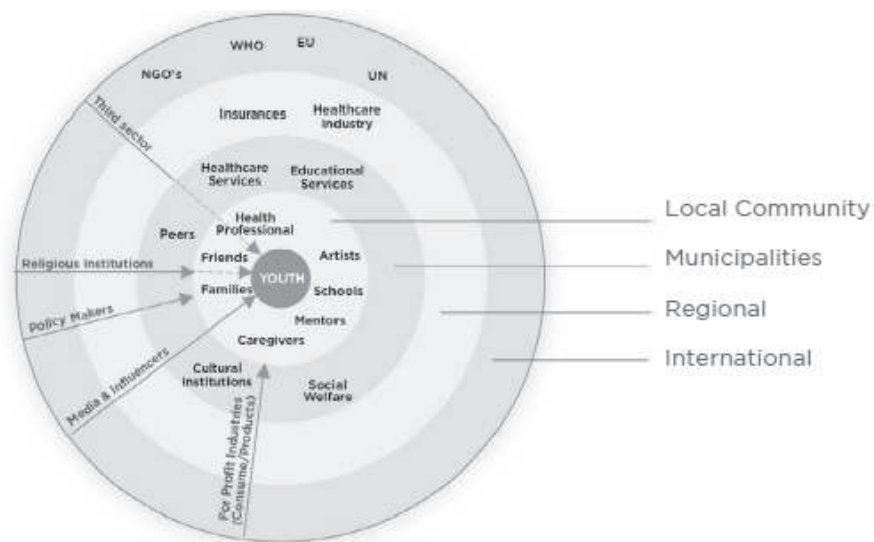 WHO
EU
NGO's
UN
Third sector
Insurances
Healthcare
Industry
Healthcare
Services
Educational
Services
Local Community
Health
Professional
Peers
Friends
Artists
Municipalities
Religious Institutions
YOUTH
Families
Schools
Regional
Policy Makers
Mentors
Caregivers
International
Media & Influencers
Cultural
Institutions
Social
Welfare
For Profit Industries
(Consume/Products)